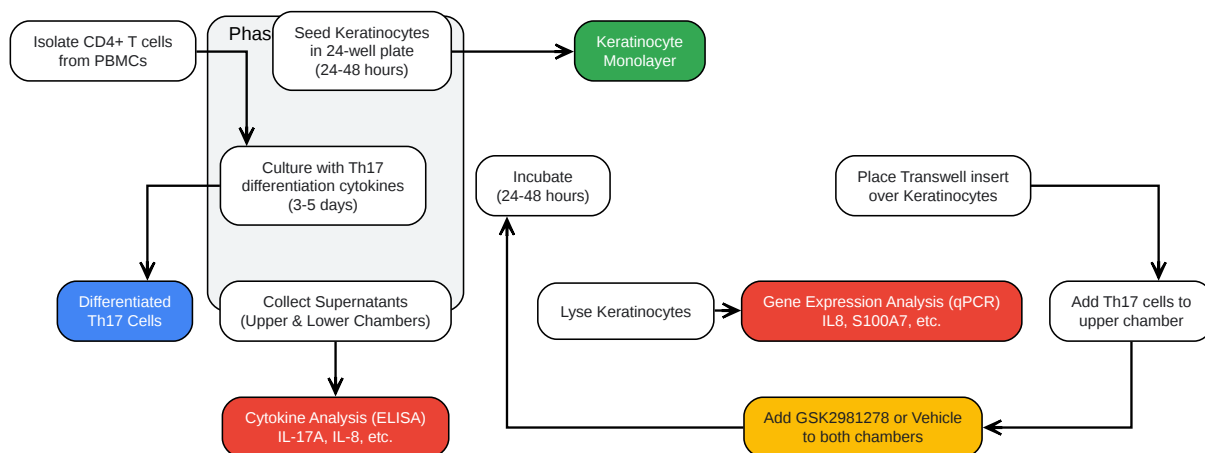 Isolate CD4+ T cells
from PBMCs
Phas
Seed Keratinocytes
in 24-well plate
(24-48 hours)
Keratinocyte
Monolayer
Culture with Th17
differentiation cytokines
(3-5 days)
Incubate
(24-48 hours)
Place Transwell insert
over Keratinocytes
Differentiated
Th17 Cells
Collect Supernatants
(Upper & Lower Chambers)
Lyse Keratinocytes
Gene Expression Analysis (qPCR)
IL8, S100A7, etc.
Add Th17 cells to
upper chamber
Cytokine Analysis (ELISA)
IL-17A, IL-8, etc.
Add GSK2981278 or Vehicle
to both chambers